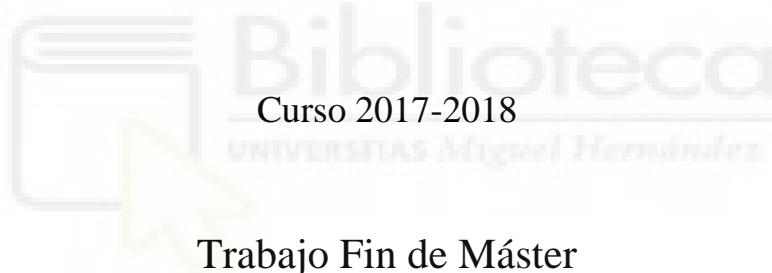 Biblioteca
Curso 2017-2018
UNIVERSITAS Miguel Hernández
Trabajo Fin de Máster